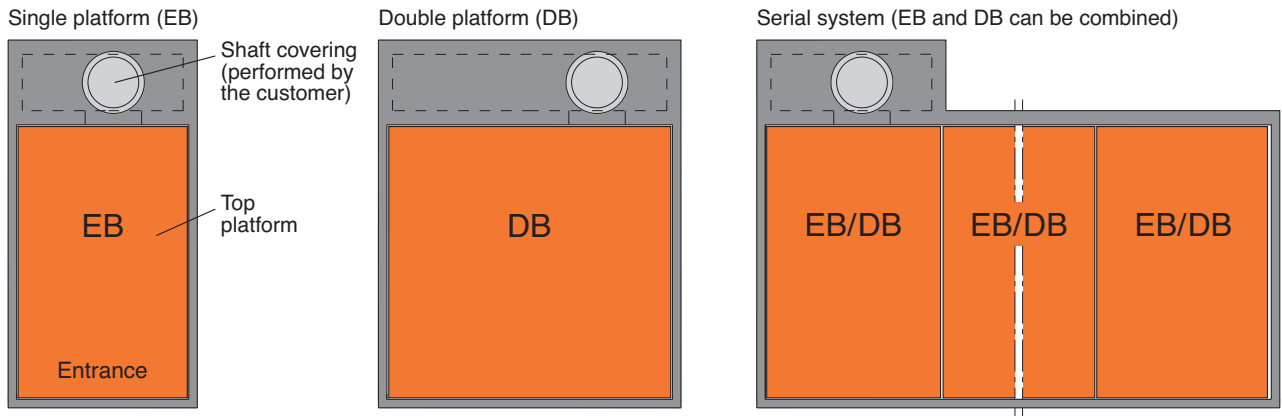 Single platform (EB)
Shaft covering
(performed by
the customer)
EB
Top
platform
Entrance
Double platform (DB)
DB
Serial system (EB and DB can be combined)
EB/DB
EB/DB
EB/DB